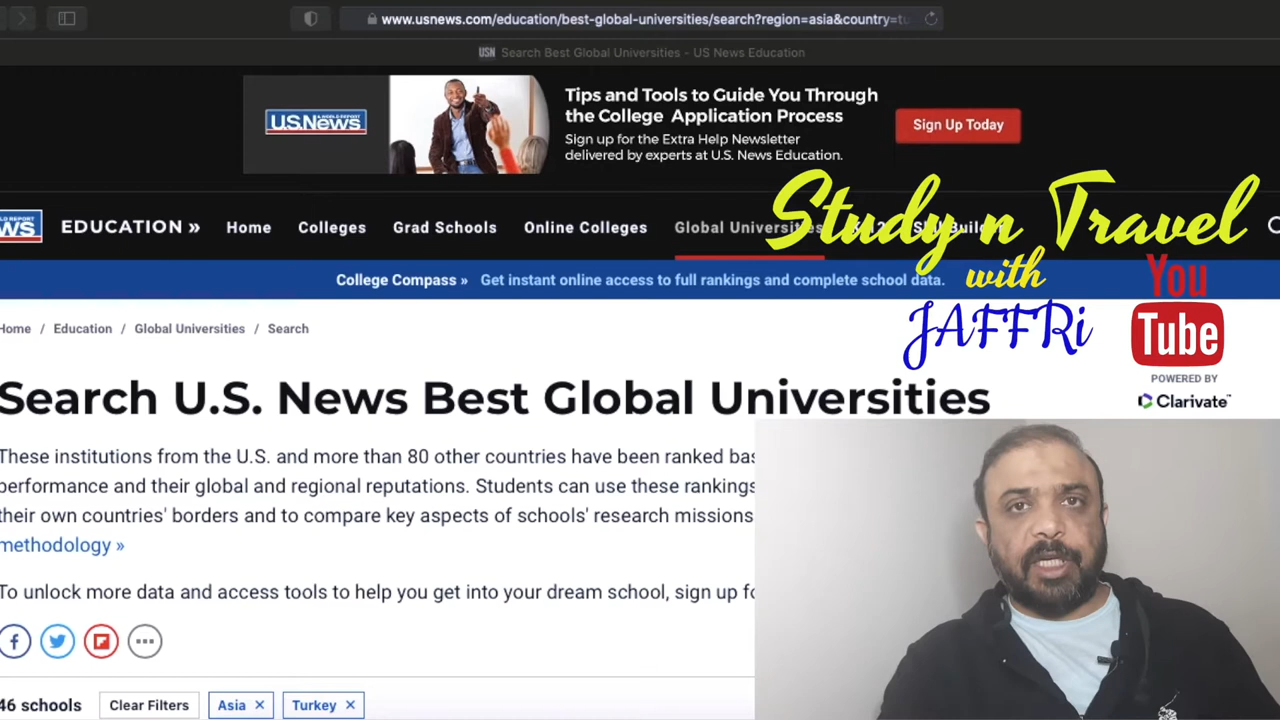 www.usnews.com/education/best-global-universities/search?region=asia&country=tu
USN Search Best Global Universities - US News Education
U.S.News
Tips and Tools to Guide You Through
the College Application Process
Sign up for the Extra Help Newsletter
delivered by experts at U.S. News Education.
Sign Up Today
EDUCATION » Home Colleges Grad Schools Online Colleges Global Universities
Study n Travel
with
JAFFRi
You
Tube
College Compass » Get instant online access to full rankings and complete school data.
Home / Education / Global Universities / Search
POWERED BY
Clarivate™
Search U.S. News Best Global Universities
These institutions from the U.S. and more than 80 other countries have been ranked
performance and their global and regional reputations. Students can use these rankings
their own countries' borders and to compare key aspects of schools' research missions
methodology »
To unlock more data and access tools to help you get into your dream school, sign up
46 schools Clear Filters Asia × Turkey ×